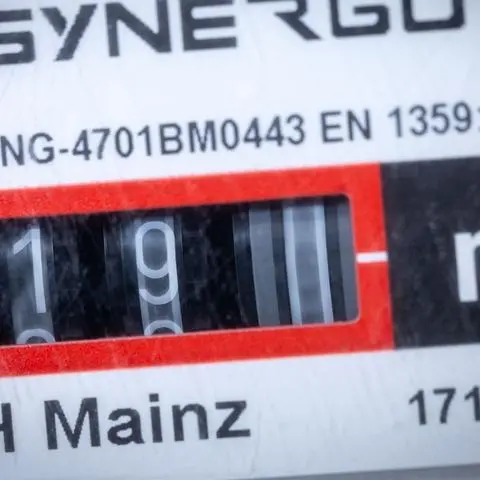 SYNERGO
NG-4701BM0443 EN 1359:
19
H Mainz
171